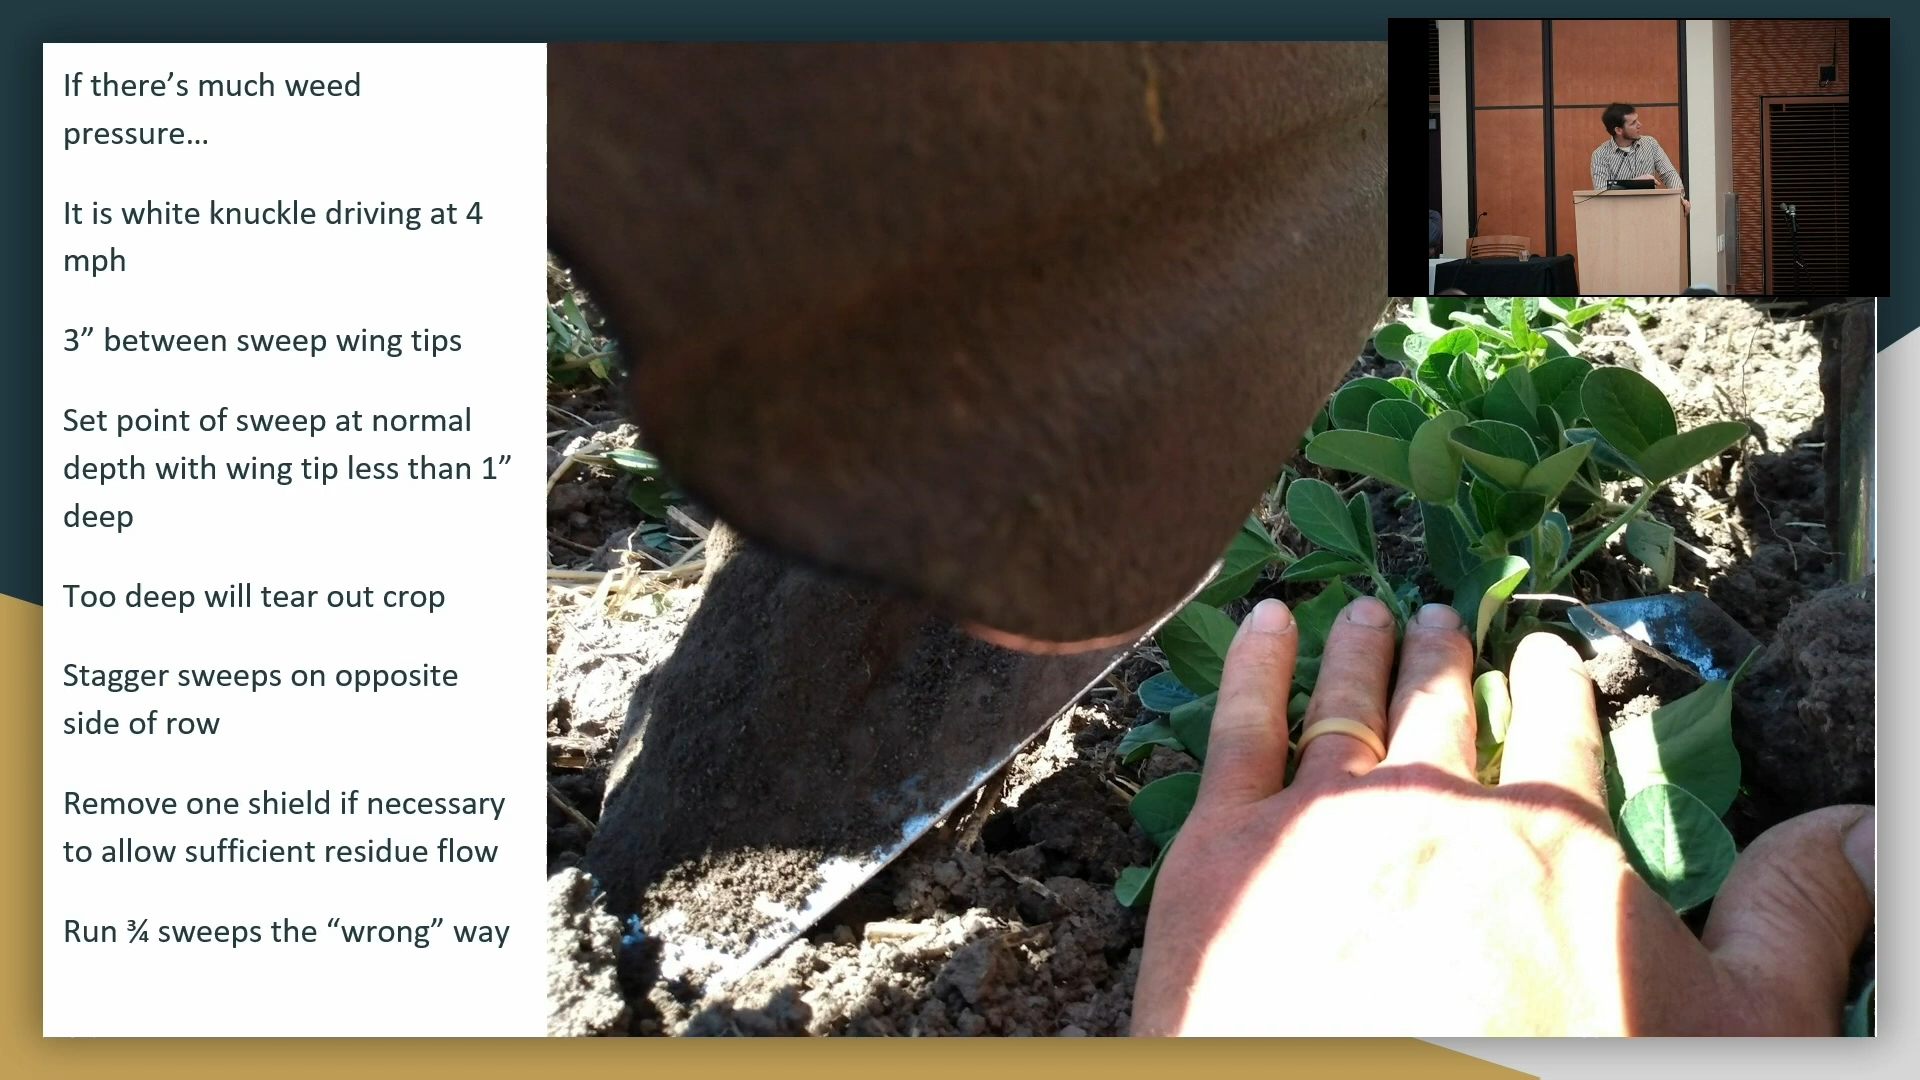 If there’s much weed
pressure…
It is white knuckle driving at 4
mph
3” between sweep wing tips
Set point of sweep at normal
depth with wing tip less than 1”
deep
Too deep will tear out crop
Stagger sweeps on opposite
side of row
Remove one shield if necessary
to allow sufficient residue flow
Run ¾ sweeps the “wrong” way